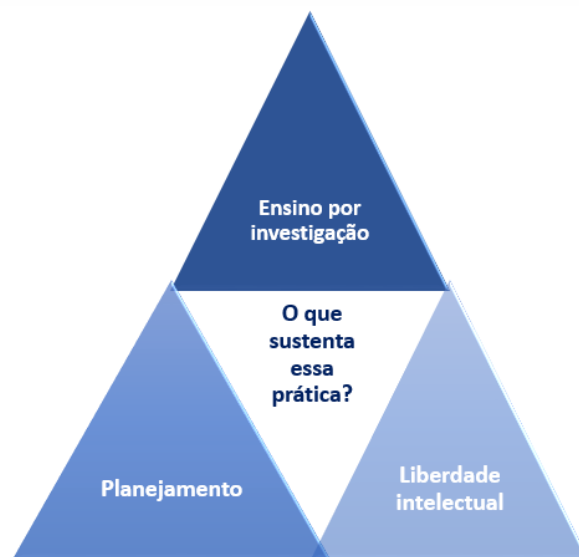 Ensino por
investigação
O que
sustenta
essa
prática?
Planejamento
Liberdade
intelectual